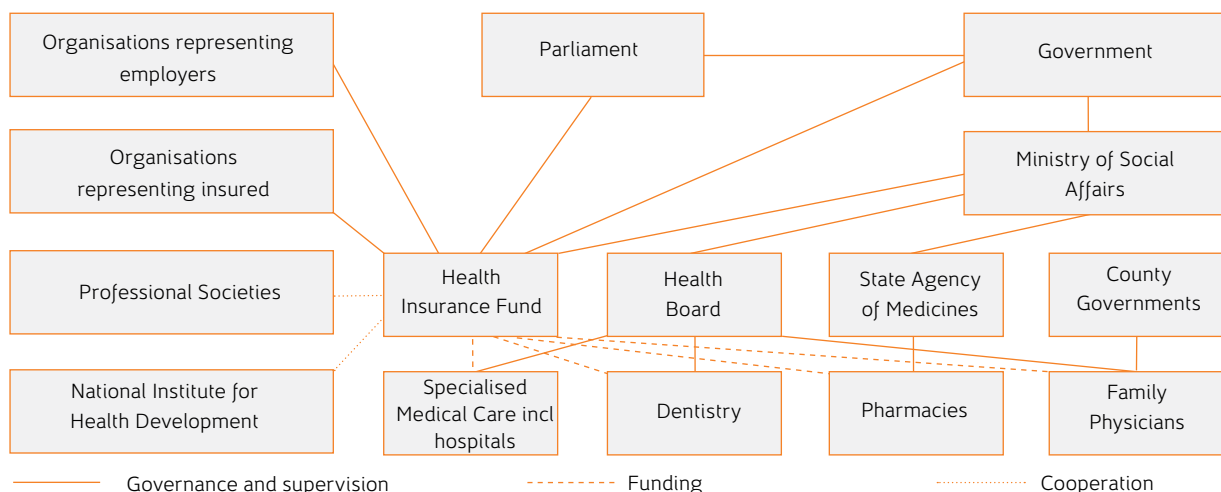 Organisations representing
employers
Parliament
Government
Organisations
representing insured
Ministry of Social
Affairs
Professional Societies
Health
Insurance Fund
Health
Board
State Agency
of Medicines
County
Governments
National Institute for
Health Development
Specialised
Medical Care incl
hospitals
Dentistry
Pharmacies
Family
Physicians
Governance and supervision
Funding
Cooperation